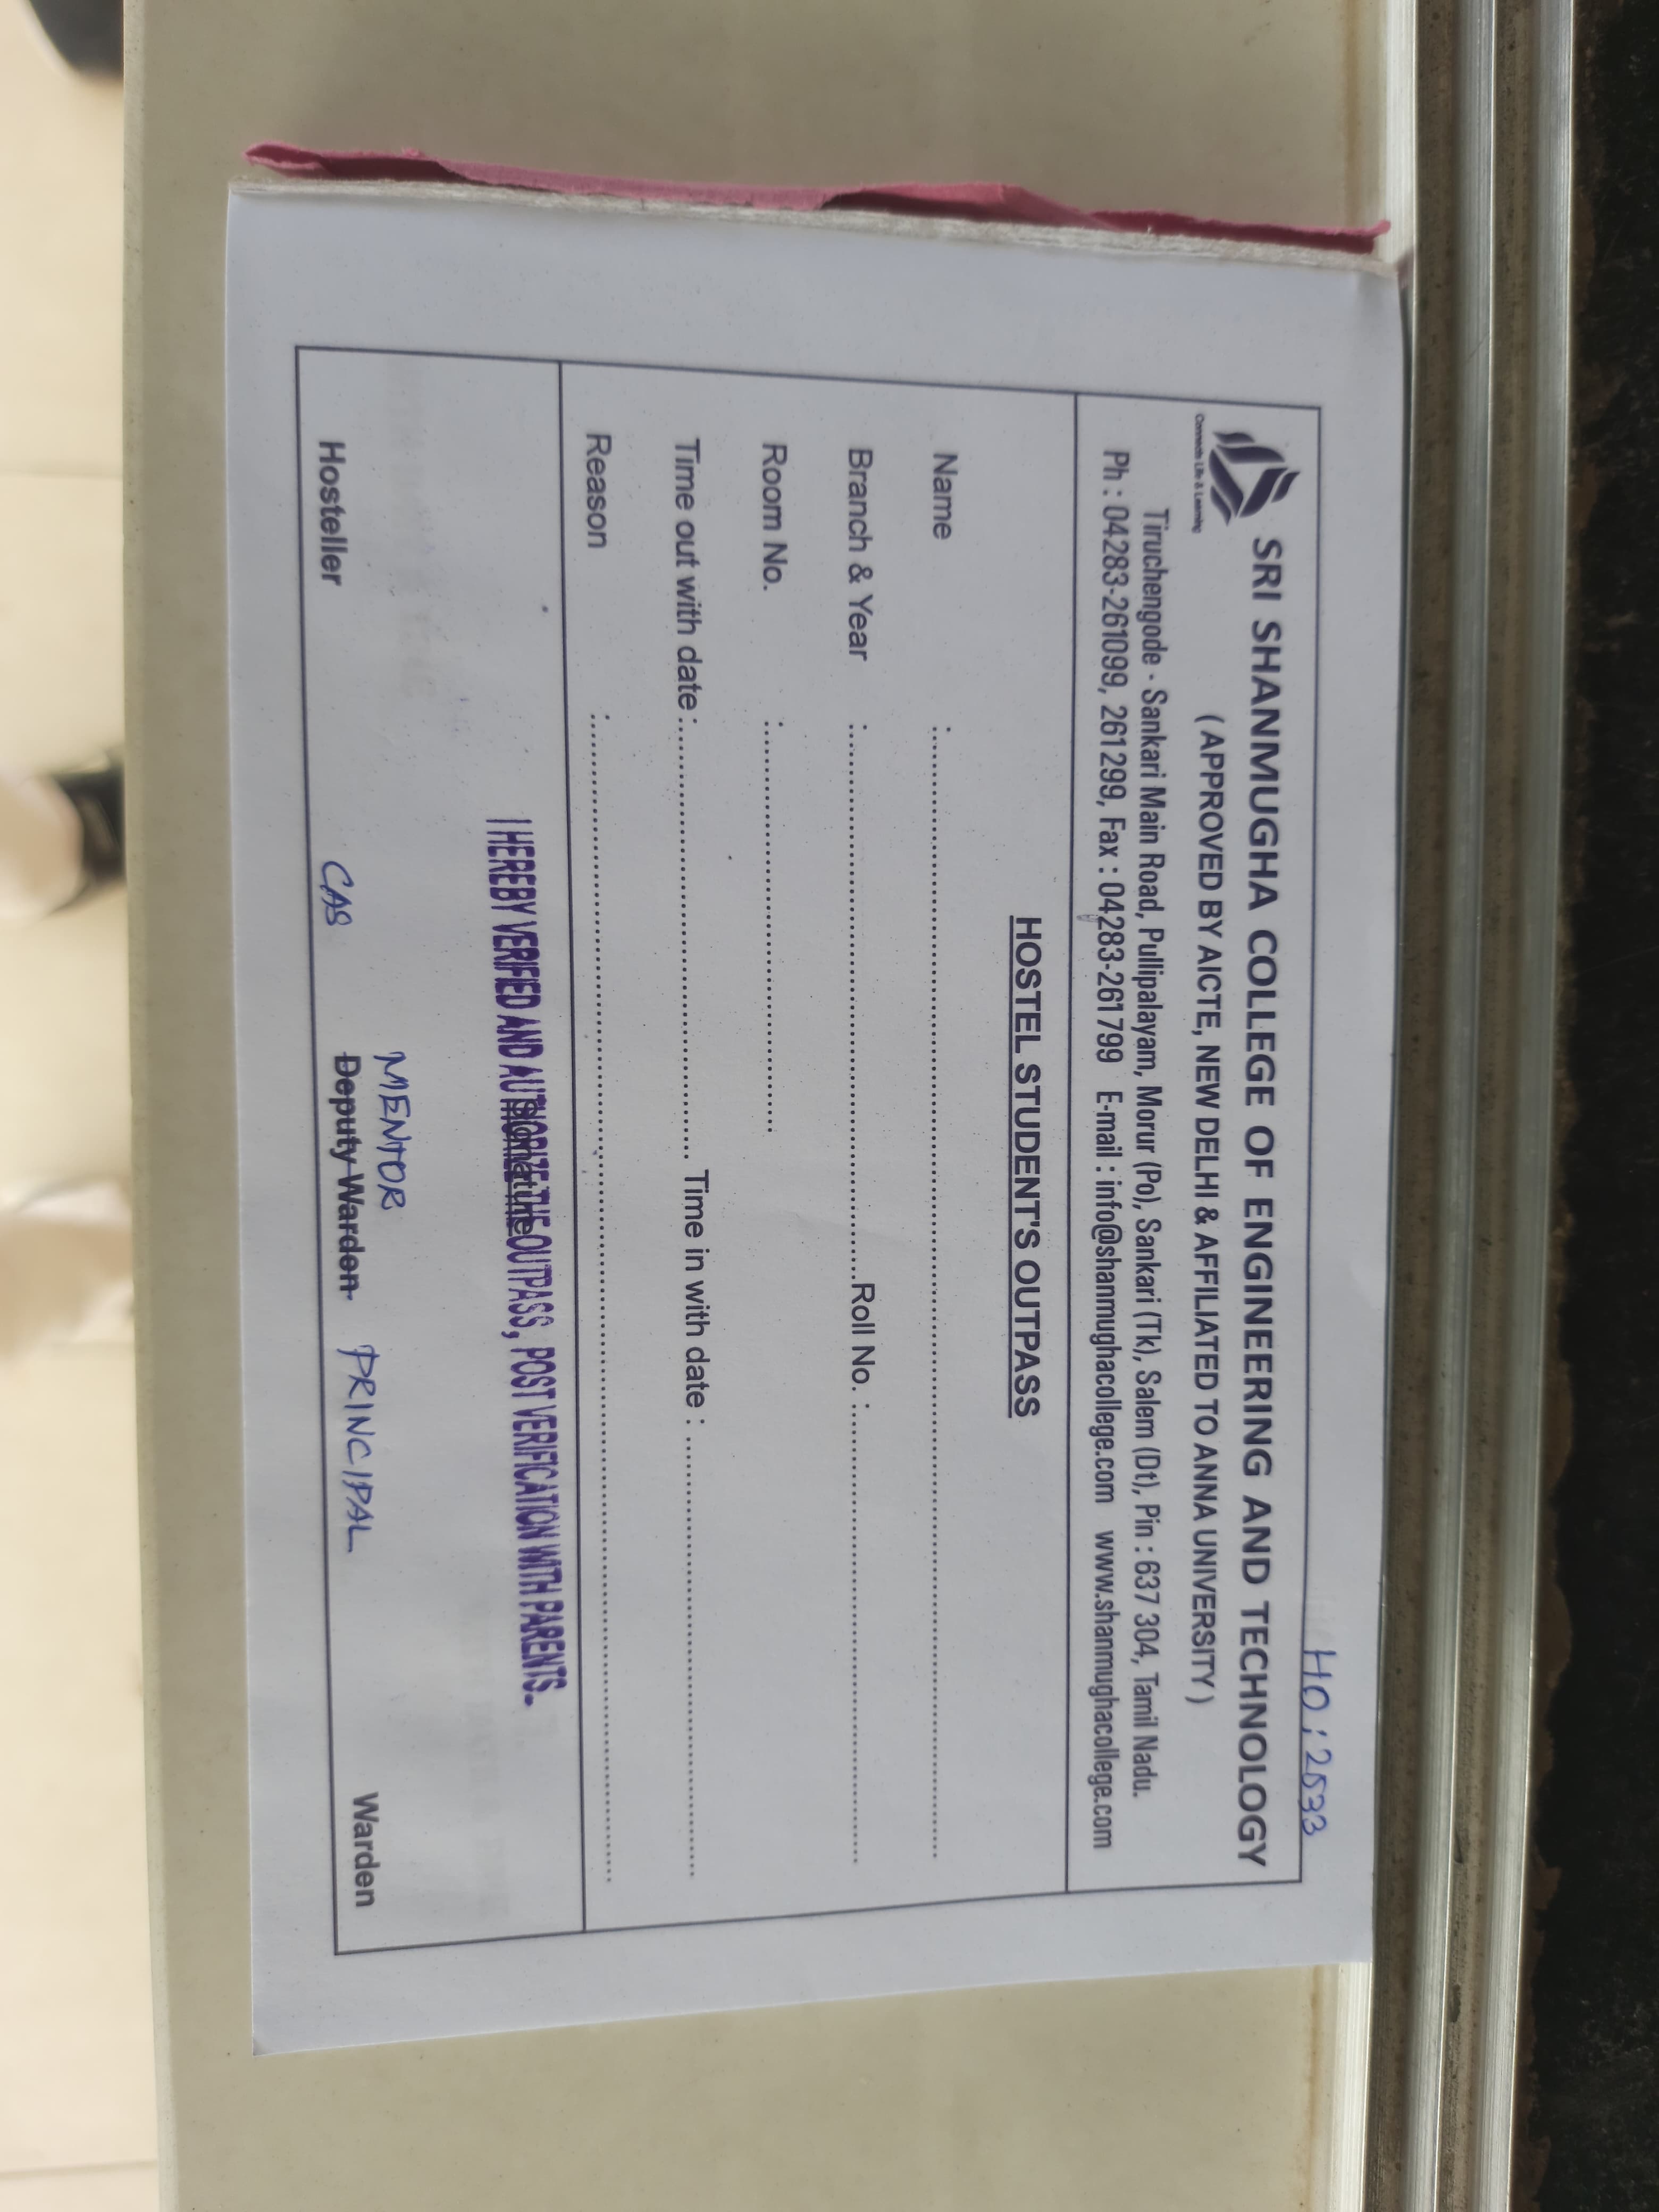 HO : 2533
SRI SHANMUGHA COLLEGE OF ENGINEERING AND TECHNOLOGY
Connects Life & Learning
( APPROVED BY AICTE, NEW DELHI & AFFILIATED TO ANNA UNIVERSITY )
Tiruchengode - Sankari Main Road, Pullipalayam, Morur (Po), Sankari (Tk), Salem (Dt), Pin : 637 304, Tamil Nadu.
Ph : 04283-261099, 261299, Fax : 04283-261799 E-mail : info@shanmughacollege.com www.shanmughacollege.com
HOSTEL STUDENT'S OUTPASS
Name :
Branch & Year : Roll No. :
Room No. :
Time out with date : Time in with date :
Reason :
I HEREBY VERIFIED AND AUTHORIZE THE OUTPASS, POST VERIFICATION WITH PARENTS.
Signature
MENTOR
Hosteller CAS Deputy Warden PRINCIPAL Warden